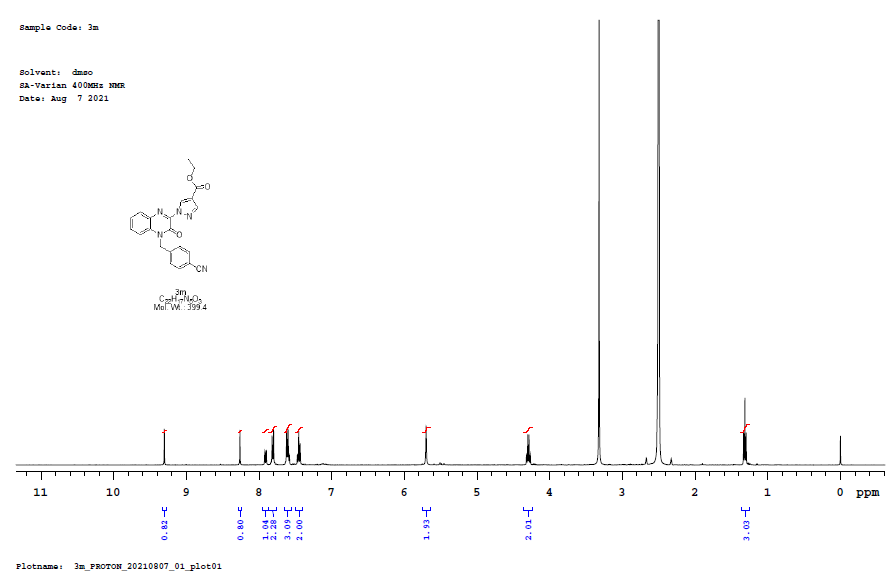 Sample Code: 3m
Solvent: dmso
SA-Varian 400MHz NMR
Date: Aug 7 2021
O
O
N
N
N
N
O
CN
3m
C22H17N5O3
Mol. Wt.: 399.4
11 10 9 8 7 6 5 4 3 2 1 0 ppm
0.82 0.80 1.04 2.28 3.09 2.00 1.93 2.01 3.03
Plotname: 3m_PROTON_20210807_01_plot01